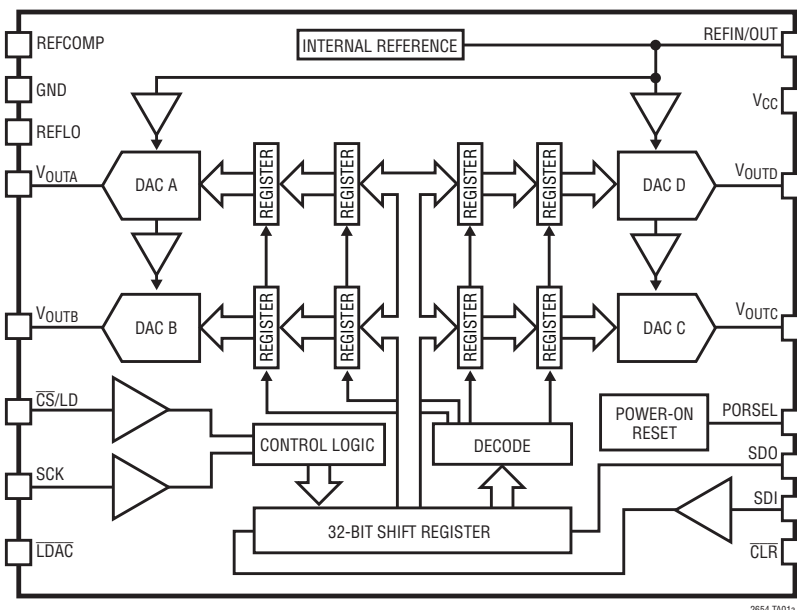 REFCOMP
INTERNAL REFERENCE
REFIN/OUT
GND
VCC
REFLO
REGISTER
REGISTER
REGISTER
REGISTER
VOUTA
DAC A
DAC D
VOUTD
REGISTER
REGISTER
REGISTER
REGISTER
VOUTB
DAC B
DAC C
VOUTC
CS/LD
POWER-ON
RESET
PORSEL
CONTROL LOGIC
DECODE
SDO
SCK
SDI
32-BIT SHIFT REGISTER
LDAC
CLR
2654 TA01a